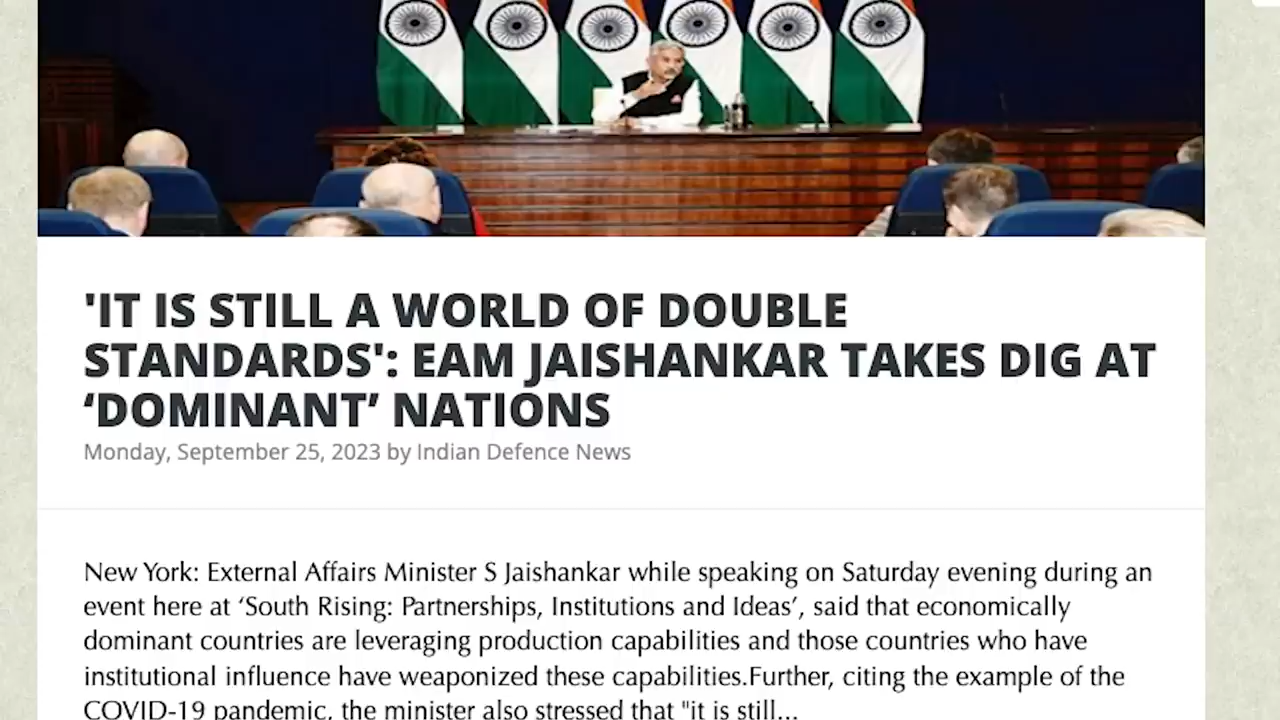 'IT IS STILL A WORLD OF DOUBLE
STANDARDS': EAM JAISHANKAR TAKES DIG AT
‘DOMINANT’ NATIONS
Monday, September 25, 2023 by Indian Defence News
New York: External Affairs Minister S Jaishankar while speaking on Saturday evening during an
event here at ‘South Rising: Partnerships, Institutions and Ideas’, said that economically
dominant countries are leveraging production capabilities and those countries who have
institutional influence have weaponized these capabilities.Further, citing the example of the
COVID-19 pandemic, the minister also stressed that "it is still...